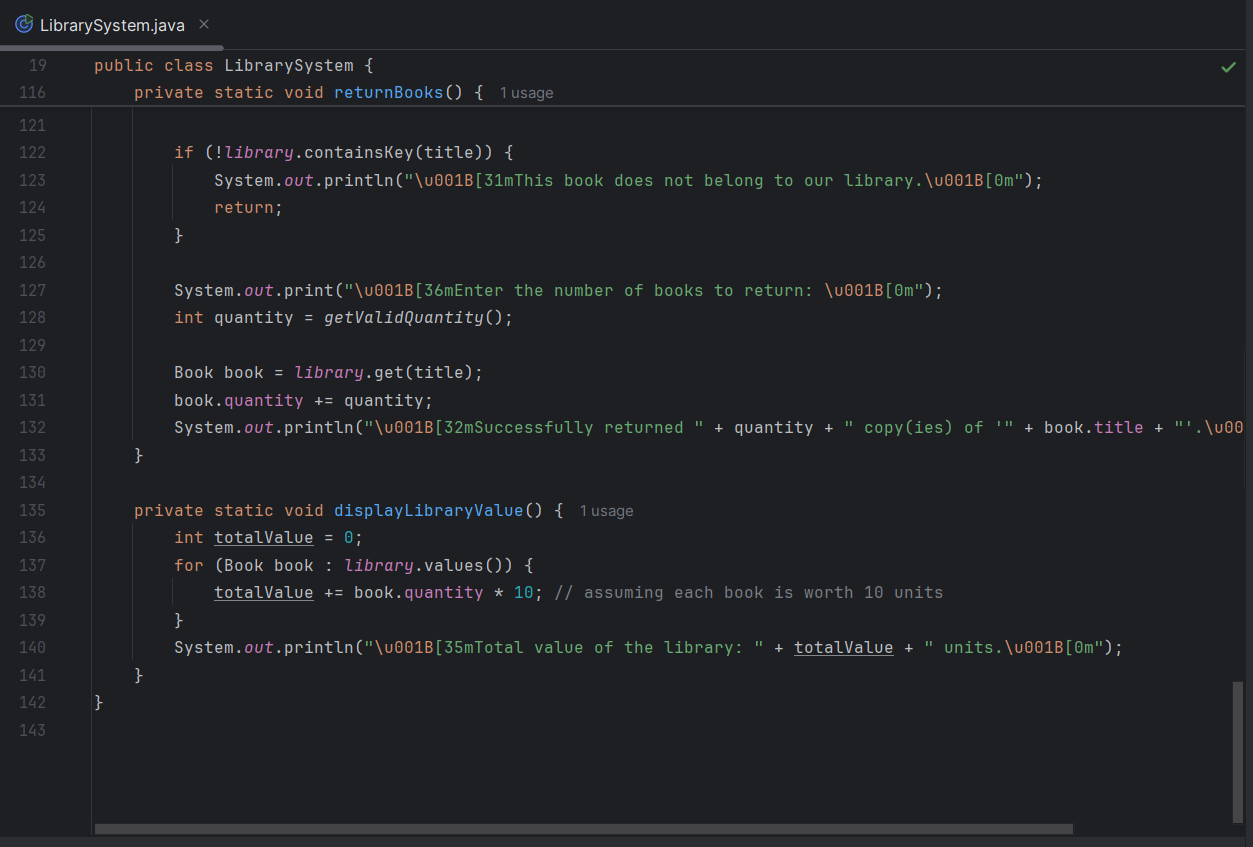 LibrarySystem.java
19 public class LibrarySystem {
116 private static void returnBooks() { 1 usage
121
122 if (!library.containsKey(title)) {
123 System.out.println("\u001B[31mThis book does not belong to our library.\u001B[0m");
124 return;
125 }
126
127 System.out.print("\u001B[36mEnter the number of books to return: \u001B[0m");
128 int quantity = getValidQuantity();
129
130 Book book = library.get(title);
131 book.quantity += quantity;
132 System.out.println("\u001B[32mSuccessfully returned " + quantity + " copy(ies) of '" + book.title + "'.\u00
133 }
134
135 private static void displayLibraryValue() { 1 usage
136 int totalValue = 0;
137 for (Book book : library.values()) {
138 totalValue += book.quantity * 10; // assuming each book is worth 10 units
139 }
140 System.out.println("\u001B[35mTotal value of the library: " + totalValue + " units.\u001B[0m");
141 }
142 }
143